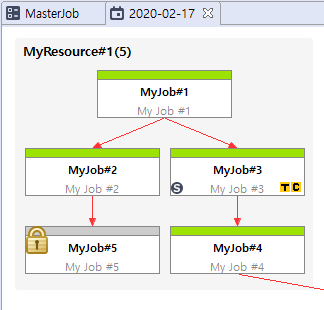 MasterJob
2020-02-17
MyResource#1(5)
MyJob#1
My Job #1
MyJob#2
My Job #2
MyJob#3
S
My Job #3
T C
MyJob#5
My Job #5
MyJob#4
My Job #4